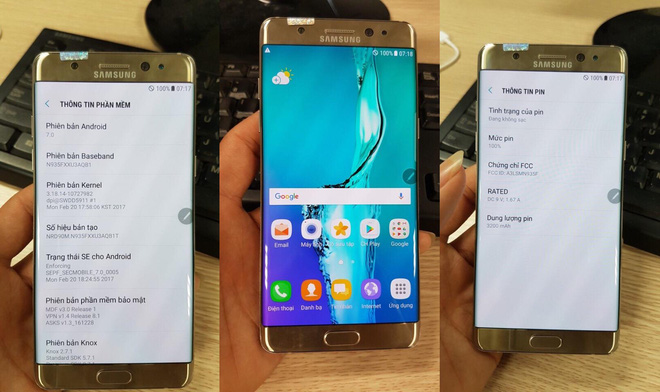 SAMSUNG
100% 07:17
THÔNG TIN PHẦN MỀM
Phiên bản Android
7.0
Phiên bản Baseband
N935FXXU3AQB1
Phiên bản Kernel
3.18.14-10727982
dpi@SWDD5911 #1
Mon Feb 20 17:58:06 KST 2017
Số hiệu bản tạo
NRD90M.N935FXXU3AQB1T
Trạng thái SE cho Android
Enforcing
SEPF_SECMOBILE_7.0_0005
Mon Feb 20 18:24:55 2017
Phiên bản phần mềm bảo mật
MDF v3.0 Release 1
VPN v1.4 Release 8.1
ASKS v1.2_161228
Phiên bản Knox
Knox 2.7.1
Standard SDK 5.7.1
SAMSUNG
100% 07:18
Google
Email
Máy ảnh
CH Play
Google
Điện thoại
Danh bạ
Tin nhắn
Internet
Ứng dụng
SAMSUNG
100% 07:17
THÔNG TIN PIN
Tình trạng của pin
Đang không sạc.
Mức pin
100%
Chứng chỉ FCC
FCC ID: A3LSMN935F
RATED
DC 9 V; 1.67 A
Dung lượng pin
3200 mAh